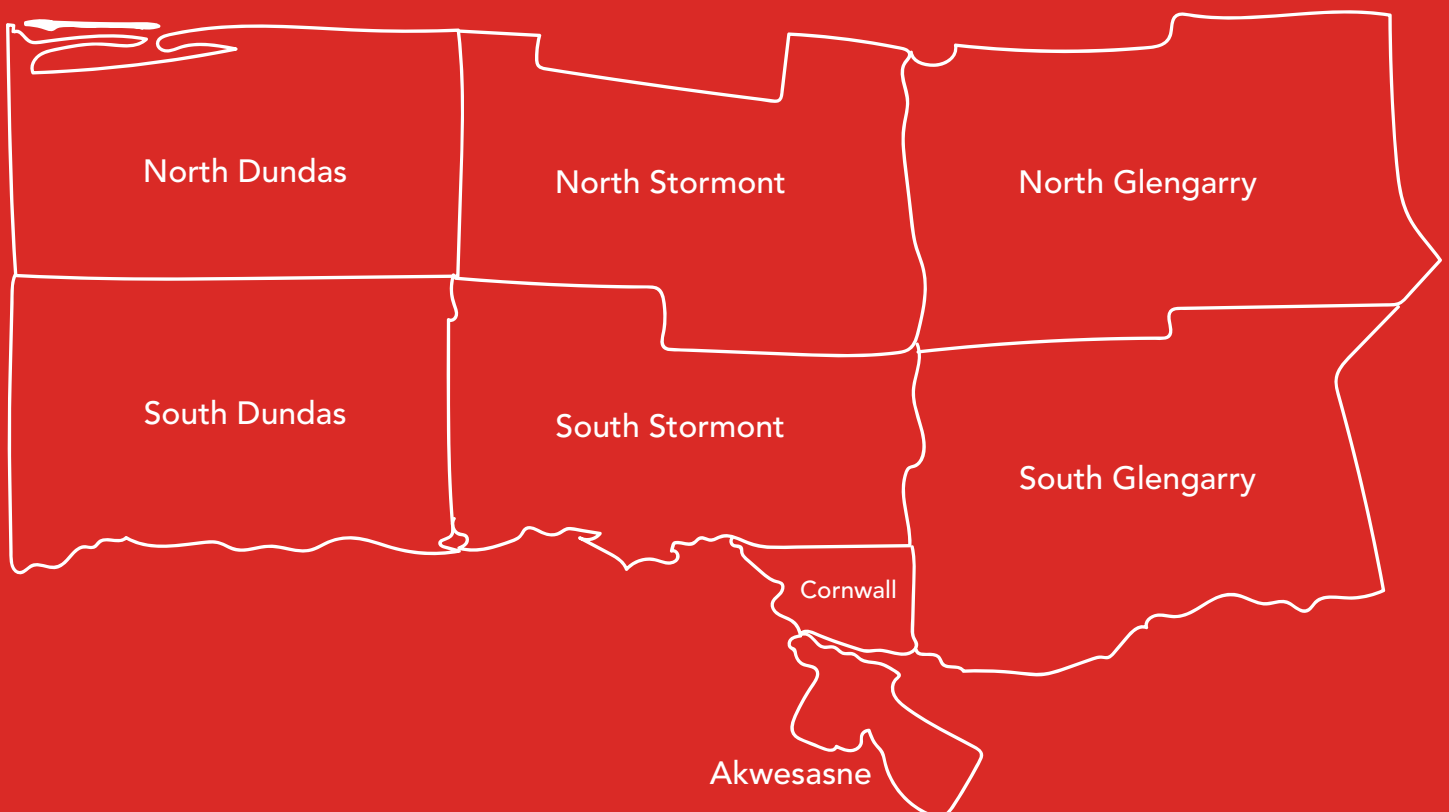 North Dundas
North Stormont
North Glengarry
South Dundas
South Stormont
South Glengarry
Cornwall
Akwesasne